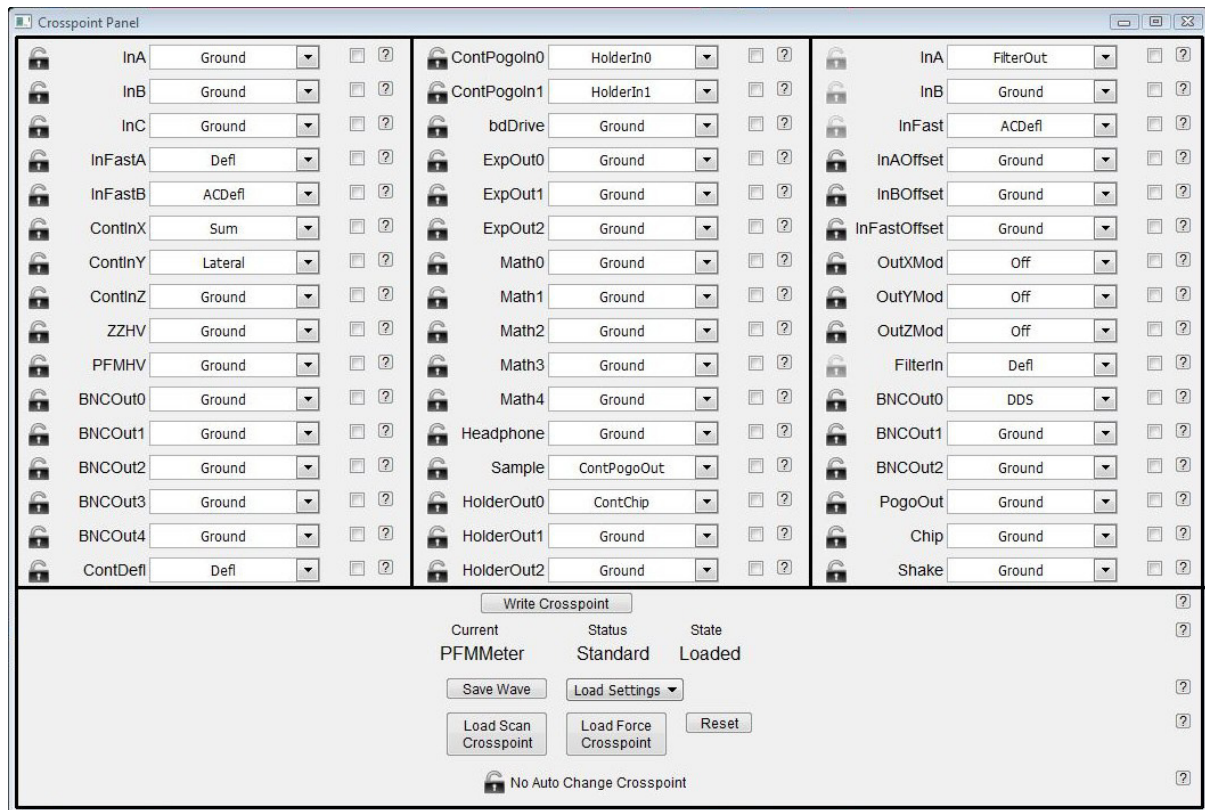 Crosspoint Panel
InA Ground ? ContPogoIn0 HolderIn0 ? InA FilterOut ?
InB Ground ? ContPogoIn1 HolderIn1 ? InB Ground ?
InC Ground ? bdDrive Ground ? InFast ACDefl ?
InFastA Defl ? ExpOut0 Ground ? InAOffset Ground ?
InFastB ACDefl ? ExpOut1 Ground ? InBOffset Ground ?
ContInX Sum ? ExpOut2 Ground ? InFastOffset Ground ?
ContInY Lateral ? Math0 Ground ? OutXMod Off ?
ContInZ Ground ? Math1 Ground ? OutYMod Off ?
ZZHV Ground ? Math2 Ground ? OutZMod Off ?
PFMHV Ground ? Math3 Ground ? FilterIn Defl ?
BNCOut0 Ground ? Math4 Ground ? BNCOut0 DDS ?
BNCOut1 Ground ? Headphone Ground ? BNCOut1 Ground ?
BNCOut2 Ground ? Sample ContPogoOut ? BNCOut2 Ground ?
BNCOut3 Ground ? HolderOut0 ContChip ? PogoOut Ground ?
BNCOut4 Ground ? HolderOut1 Ground ? Chip Ground ?
ContDefl Defl ? HolderOut2 Ground ? Shake Ground ?
Write Crosspoint ?
Current Status State ?
PFMMeter Standard Loaded
Save Wave Load Settings ?
Load Scan Load Force Reset ?
Crosspoint Crosspoint
No Auto Change Crosspoint ?